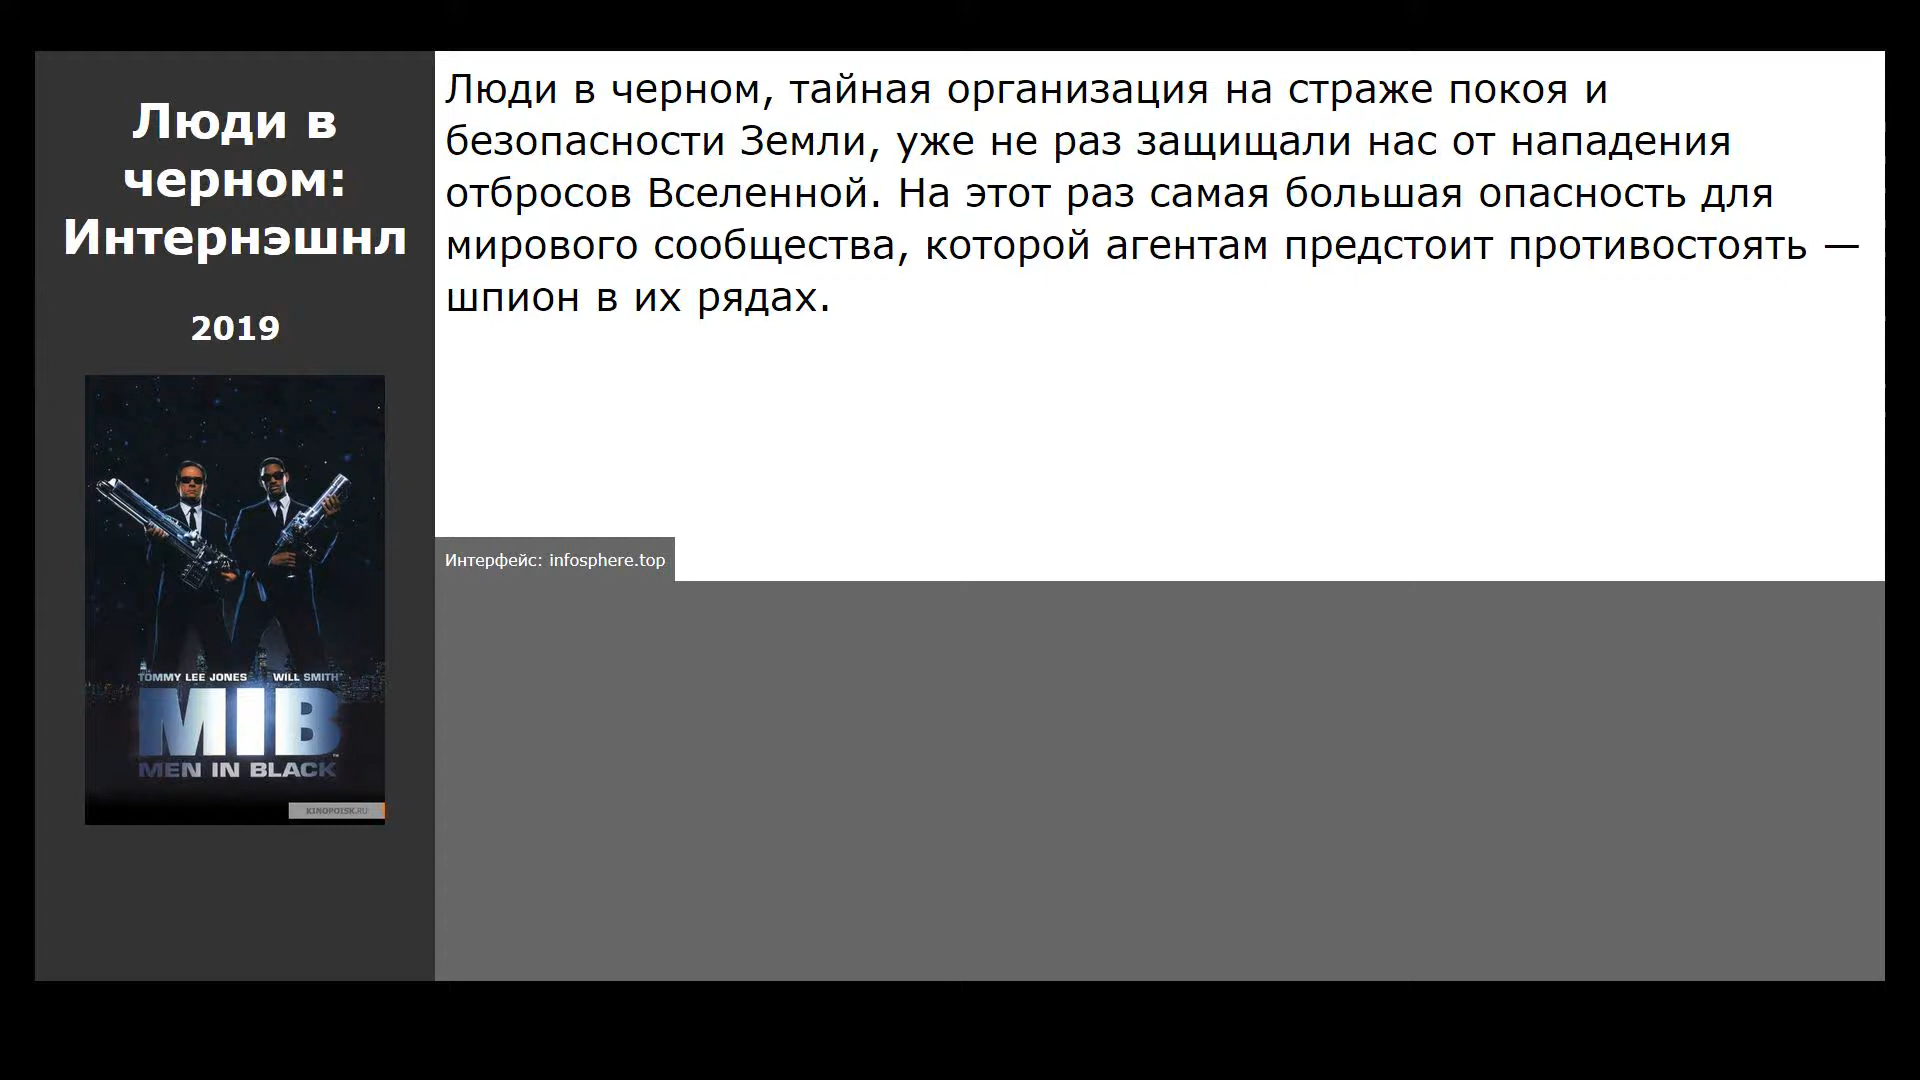 Люди в
черном:
Интернэшнл
2019
TOMMY LEE JONES WILL SMITH
MIB
MEN IN BLACK
KINOPOISK.RU
Люди в черном, тайная организация на страже покоя и
безопасности Земли, уже не раз защищали нас от нападения
отбросов Вселенной. На этот раз самая большая опасность для
мирового сообщества, которой агентам предстоит противостоять —
шпион в их рядах.
Интерфейс: infosphere.top